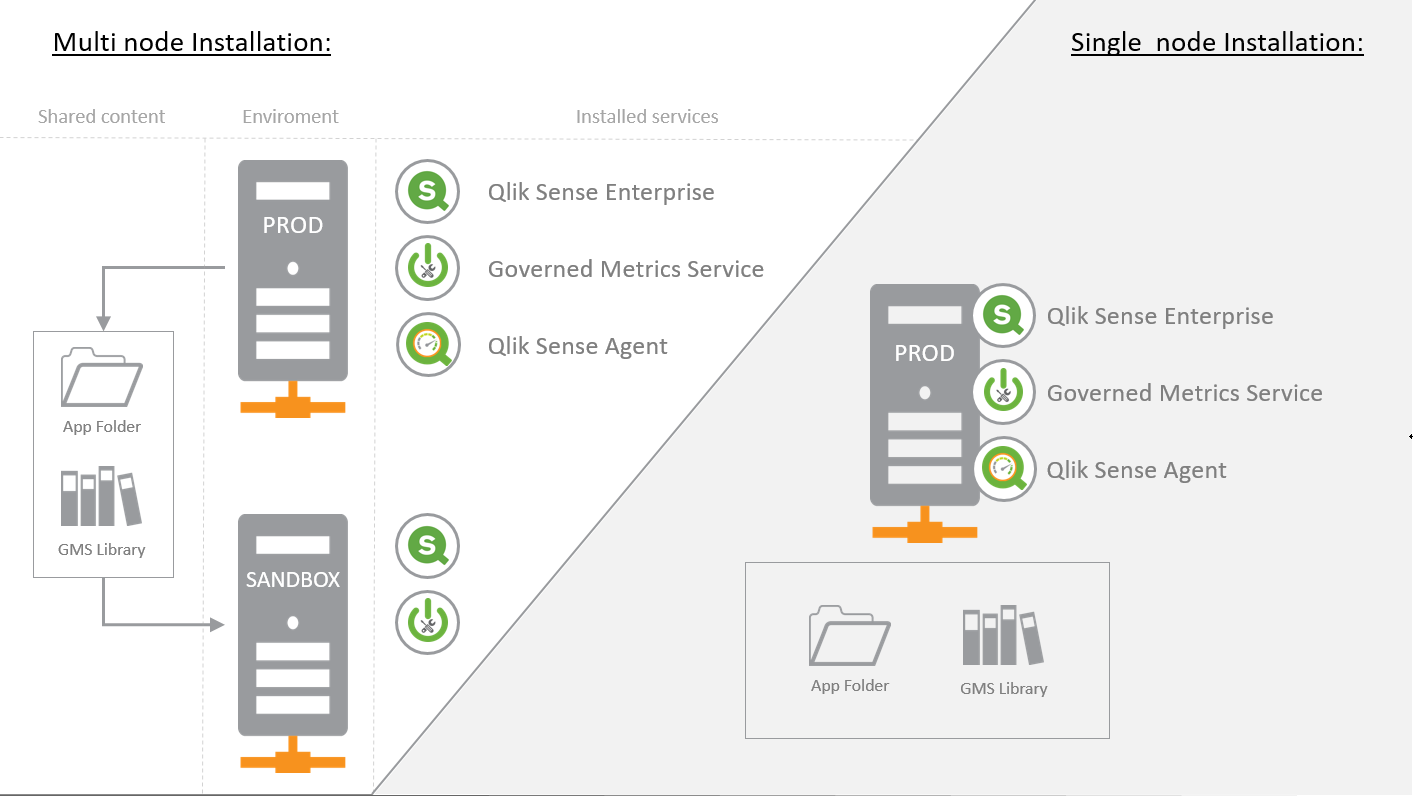 Multi node Installation:
Shared content
Enviroment
Installed services
PROD
S
Qlik Sense Enterprise
Governed Metrics Service
Qlik Sense Agent
App Folder
GMS Library
SANDBOX
S
Single node Installation:
PROD
S
Qlik Sense Enterprise
Governed Metrics Service
Qlik Sense Agent
App Folder
GMS Library